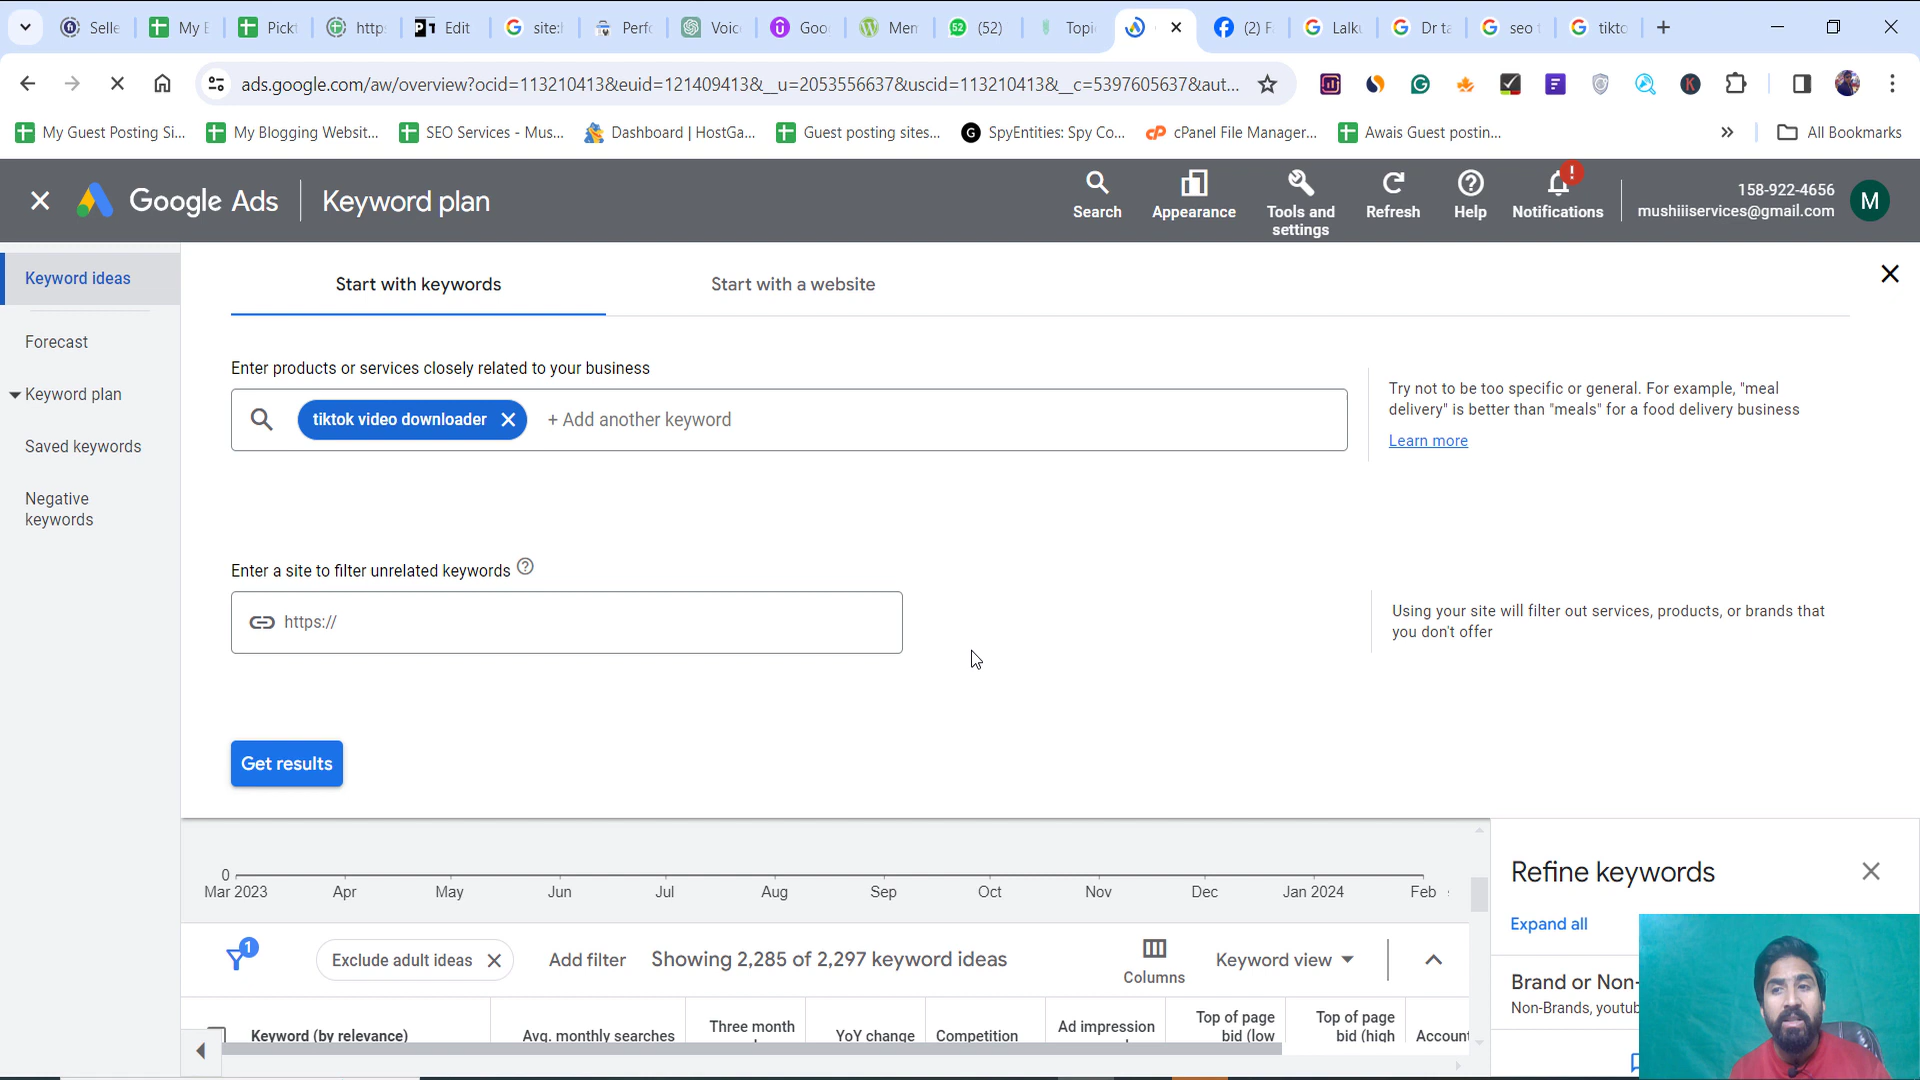 Selle
My B
Pickt
http:
Edit
site:l
Perfo
Voic
Goo
Mem
(52)
Topi
(2) F
Lalku
Dr ta
seo t
tikto
ads.google.com/aw/overview?ocid=113210413&euid=121409413&__u=2053556637&uscid=113210413&__c=5397605637&aut...
My Guest Posting Si...
My Blogging Websit...
SEO Services - Mus...
Dashboard | HostGa...
Guest posting sites...
SpyEntities: Spy Co...
cPanel File Manager...
Awais Guest postin...
All Bookmarks
Google Ads
Keyword plan
Search
Appearance
Tools and
settings
Refresh
Help
Notifications
158-922-4656
mushiiiservices@gmail.com
M
Keyword ideas
Forecast
Keyword plan
Saved keywords
Negative
keywords
Start with keywords
Start with a website
Enter products or services closely related to your business
tiktok video downloader
+ Add another keyword
Try not to be too specific or general. For example, "meal
delivery" is better than "meals" for a food delivery business
Learn more
Enter a site to filter unrelated keywords
https://
Using your site will filter out services, products, or brands that
you don't offer
Get results
0
Mar 2023 Apr May Jun Jul Aug Sep Oct Nov Dec Jan 2024 Feb
1
Exclude adult ideas
Add filter
Showing 2,285 of 2,297 keyword ideas
Columns
Keyword view
Keyword (by relevance)
Avg. monthly searches
Three month
YoY change
Competition
Ad impression
Top of page
bid (low
Top of page
bid (high
Account
Refine keywords
Expand all
Brand or Non-
Non-Brands, youtub